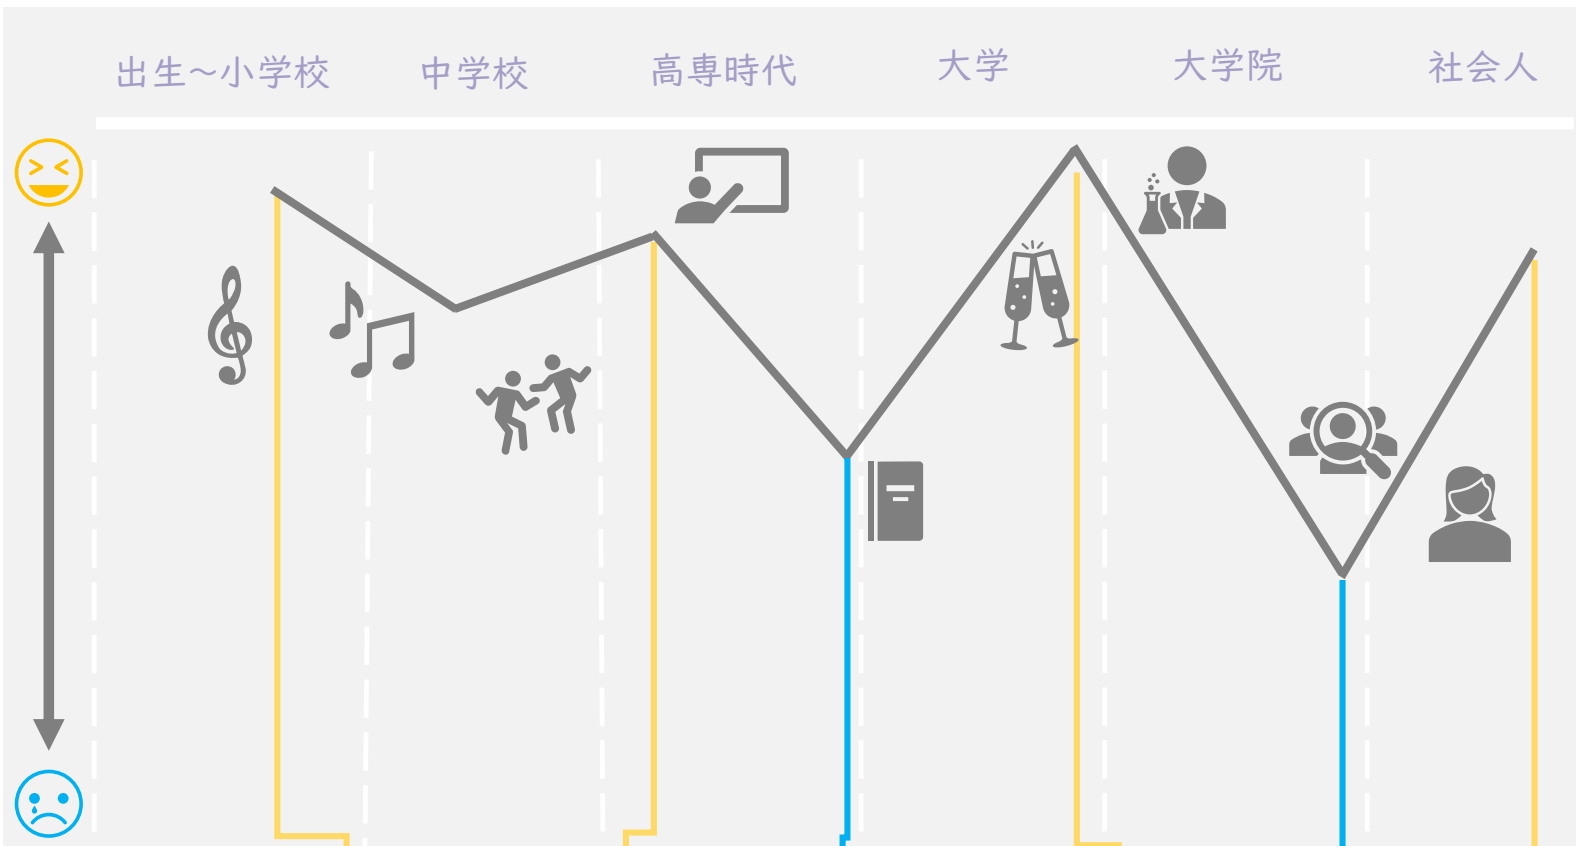 出生～小学校
中学校
高専時代
大学
大学院
社会人